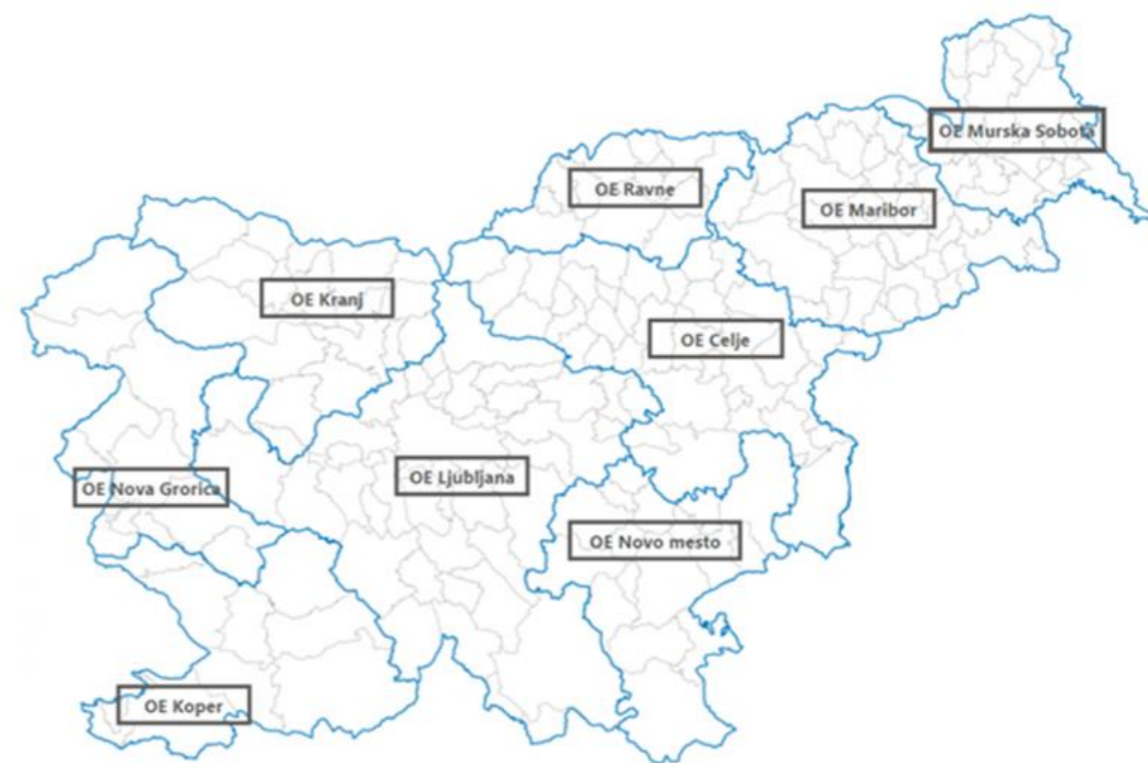 OE Murska Sobota
OE Ravne
OE Maribor
OE Kranj
OE Celje
OE Ljubljana
OE Nova Grorica
OE Novo mesto
OE Koper